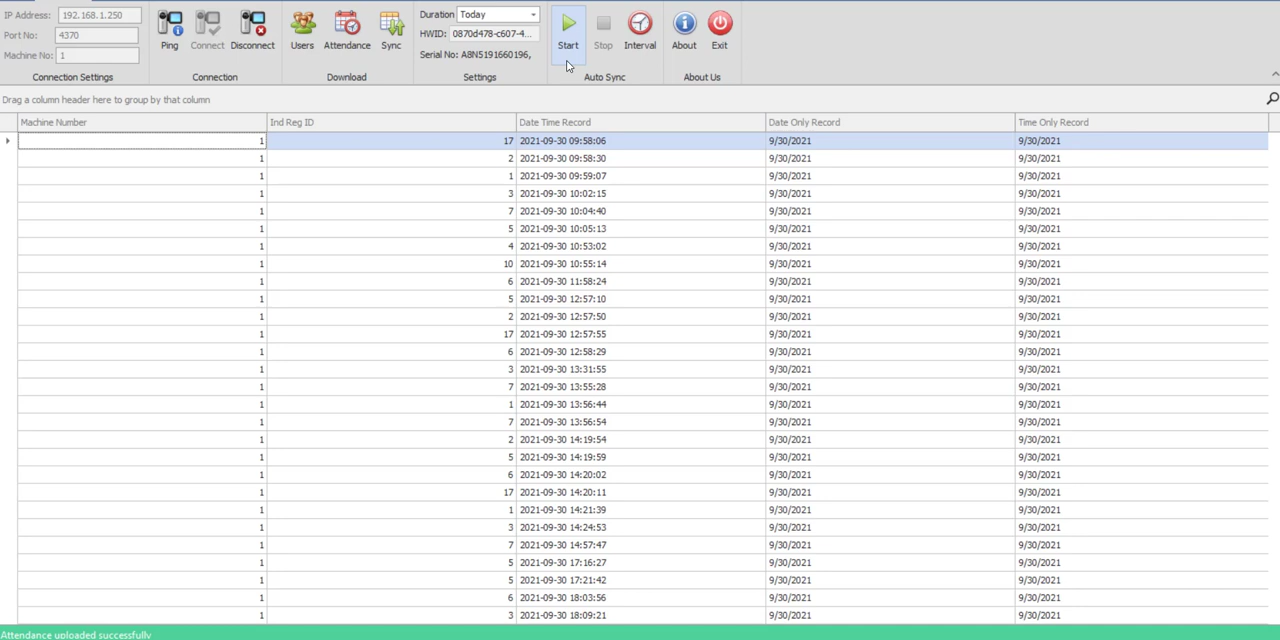 IP Address: 192.168.1.250
Port No: 4370
Machine No: 1
Connection Settings
Ping Connect Disconnect
Connection
Users Attendance Sync
Download
Duration Today
HWID: 0870d478-c607-4...
Serial No: A8N5191660196,
Settings
Start Stop Interval
Auto Sync
About Exit
About Us
Drag a column header here to group by that column
Machine Number Ind Reg ID Date Time Record Date Only Record Time Only Record
1 17 2021-09-30 09:58:06 9/30/2021 9/30/2021
1 2 2021-09-30 09:58:30 9/30/2021 9/30/2021
1 1 2021-09-30 09:59:07 9/30/2021 9/30/2021
1 3 2021-09-30 10:02:15 9/30/2021 9/30/2021
1 7 2021-09-30 10:04:40 9/30/2021 9/30/2021
1 5 2021-09-30 10:05:13 9/30/2021 9/30/2021
1 4 2021-09-30 10:53:02 9/30/2021 9/30/2021
1 10 2021-09-30 10:55:14 9/30/2021 9/30/2021
1 6 2021-09-30 11:58:24 9/30/2021 9/30/2021
1 5 2021-09-30 12:57:10 9/30/2021 9/30/2021
1 2 2021-09-30 12:57:50 9/30/2021 9/30/2021
1 17 2021-09-30 12:57:55 9/30/2021 9/30/2021
1 6 2021-09-30 12:58:29 9/30/2021 9/30/2021
1 3 2021-09-30 13:31:55 9/30/2021 9/30/2021
1 7 2021-09-30 13:55:28 9/30/2021 9/30/2021
1 1 2021-09-30 13:56:44 9/30/2021 9/30/2021
1 7 2021-09-30 13:56:54 9/30/2021 9/30/2021
1 2 2021-09-30 14:19:54 9/30/2021 9/30/2021
1 5 2021-09-30 14:19:59 9/30/2021 9/30/2021
1 6 2021-09-30 14:20:02 9/30/2021 9/30/2021
1 17 2021-09-30 14:20:11 9/30/2021 9/30/2021
1 1 2021-09-30 14:21:39 9/30/2021 9/30/2021
1 3 2021-09-30 14:24:53 9/30/2021 9/30/2021
1 7 2021-09-30 14:57:47 9/30/2021 9/30/2021
1 5 2021-09-30 17:16:27 9/30/2021 9/30/2021
1 5 2021-09-30 17:21:42 9/30/2021 9/30/2021
1 6 2021-09-30 18:03:56 9/30/2021 9/30/2021
1 3 2021-09-30 18:09:21 9/30/2021 9/30/2021
Attendance uploaded successfully